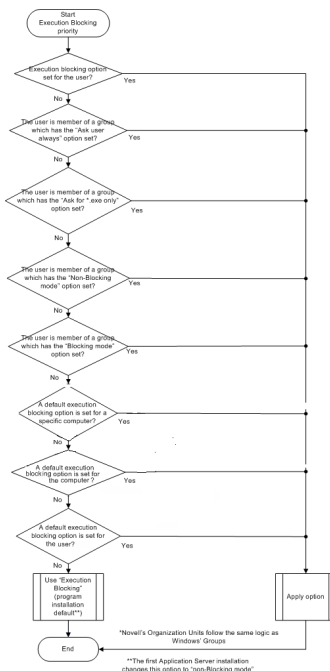 Start
Execution Blocking
priority
Execution blocking option
set for the user?
Yes
No
The user is member of a group
which has the "Ask user
always" option set?
Yes
No
The user is member of a group
which has the "Ask for *.exe only"
option set?
Yes
No
The user is member of a group
which has the "Non-Blocking
mode" option set?
Yes
No
The user is member of a group
which has the "Blocking mode"
option set?
Yes
No
A default execution
blocking option is set for a
specific computer?
Yes
No
A default execution
blocking option is set for
the computer ?
Yes
No
A default execution
blocking option is set for
the user?
Yes
No
Use "Execution
Blocking"
(program
installation
default**)
Apply option
*Novell's Organization Units follow the same logic as
Windows' Groups
End
**The first Application Server installation
changes this option to "non-Blocking mode"